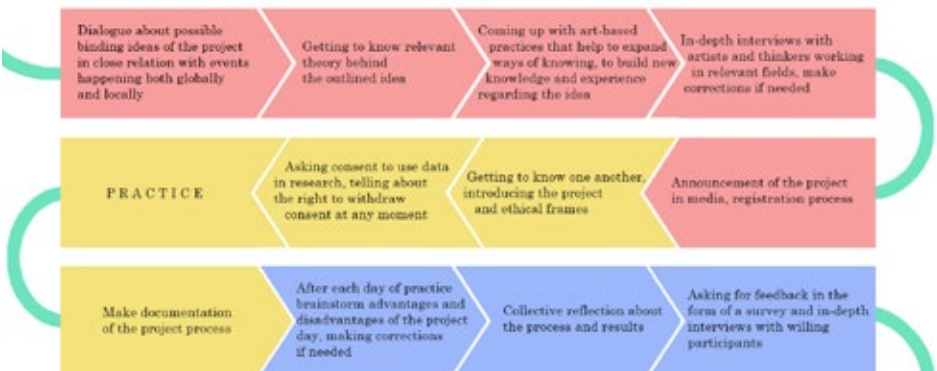 Dialogue about possible
binding ideas of the project
in close relation with events
happening both globally
and locally
Getting to know relevant
theory behind
the outlined idea
Coming up with art-based
practices that help to expand
ways of knowing, to build new
knowledge and experience
regarding the idea
In-depth interviews with
artists and thinkers working
in relevant fields, make
corrections if needed
Announcement of the project
in media, registration process
Getting to know one another,
introducing the project
and ethical frames
Asking consent to use data
in research, telling about
the right to withdraw
consent at any moment
PRACTICE
Make documentation
of the project process
After each day of practice
brainstorm advantages and
disadvantages of the project
day, making corrections
if needed
Collective reflection about
the process and results
Asking for feedback in the
form of a survey and in-depth
interviews with willing
participants